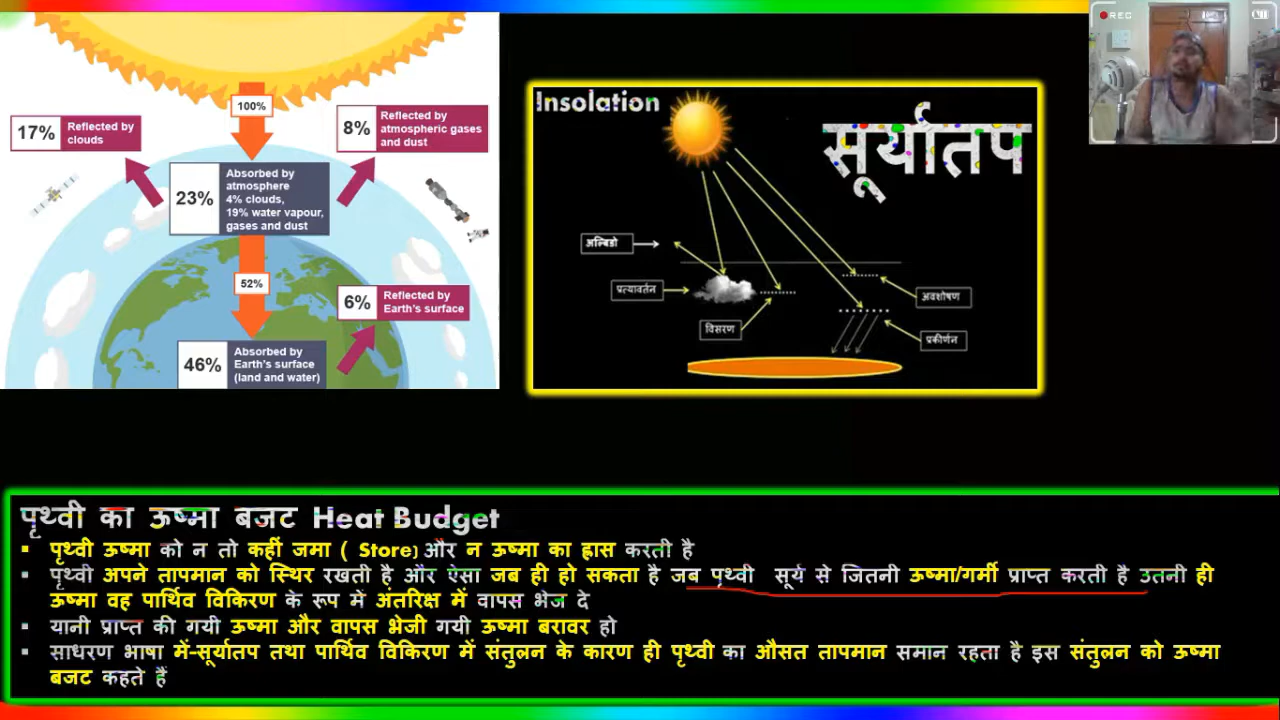 100%
17%
Reflected by
clouds
8%
Reflected by
atmospheric gases
and dust
23%
Absorbed by
atmosphere
4% clouds,
19% water vapour,
gases and dust
52%
6%
Reflected by
Earth's surface
46%
Absorbed by
Earth's surface
(land and water)
Insolation
सूर्यातप
अल्बिडो
प्रत्यावर्तन
विसरण
अवशोषण
प्रकीर्णन
REC
पृथ्वी का ऊष्मा बजट Heat Budget
▪ पृथ्वी ऊष्मा को न तो कहीं जमा ( Store) और न ऊष्मा का ह्रास करती है
▪ पृथ्वी अपने तापमान को स्थिर रखती है और ऐसा जब ही हो सकता है जब पृथ्वी सूर्य से जितनी ऊष्मा/गर्मी प्राप्त करती है उतनी ही
ऊष्मा वह पार्थिव विकिरण के रूप में अंतरिक्ष में वापस भेज दे
▪ यानी प्राप्त की गयी ऊष्मा और वापस भेजी गयी ऊष्मा बराबर हो
▪ साधरण भाषा में-सूर्यातप तथा पार्थिव विकिरण में संतुलन के कारण ही पृथ्वी का औसत तापमान समान रहता है इस संतुलन को ऊष्मा
बजट कहते हैं